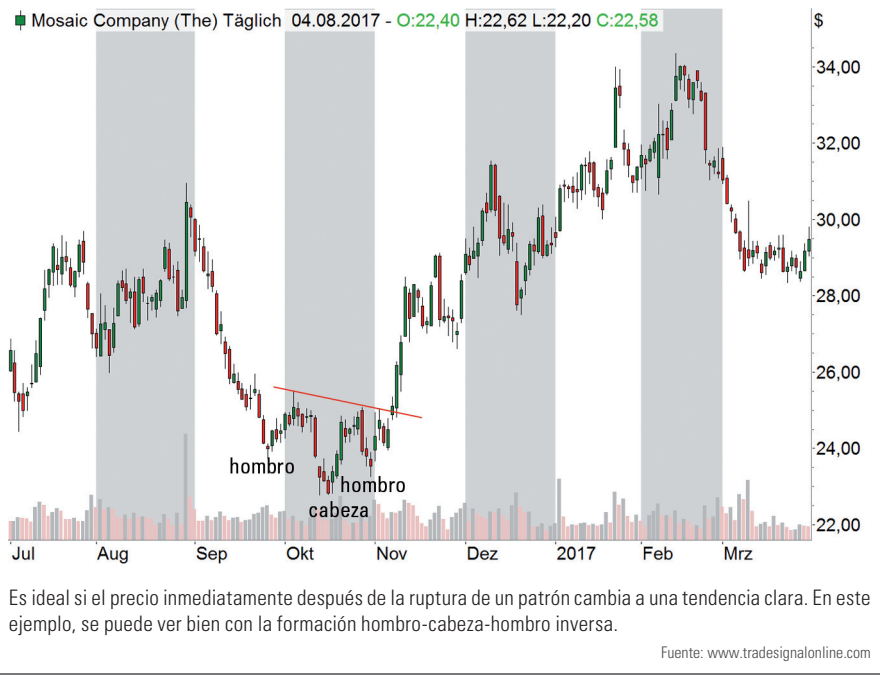 Mosaic Company (The) Täglich 04.08.2017 - O:22,40 H:22,62 L:22,20 C:22,58
$
34,00
32,00
30,00
28,00
26,00
24,00
22,00
hombro
hombro
cabeza
Jul Aug Sep Okt Nov Dez 2017 Feb Mrz
Es ideal si el precio inmediatamente después de la ruptura de un patrón cambia a una tendencia clara. En este
ejemplo, se puede ver bien con la formación hombro-cabeza-hombro inversa.
Fuente: www.tradesignalonline.com